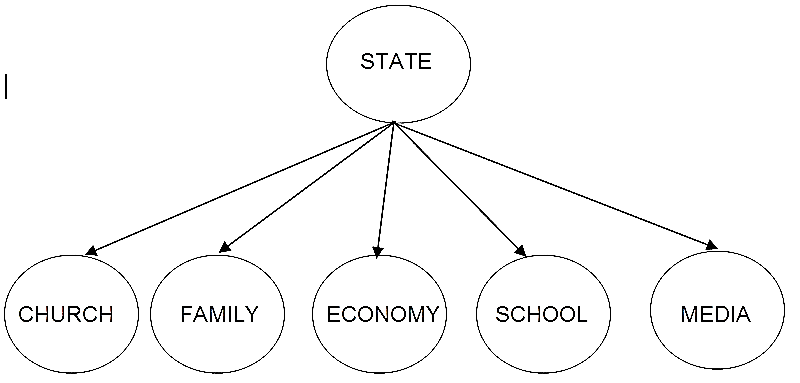 STATE
CHURCH
FAMILY
ECONOMY
SCHOOL
MEDIA